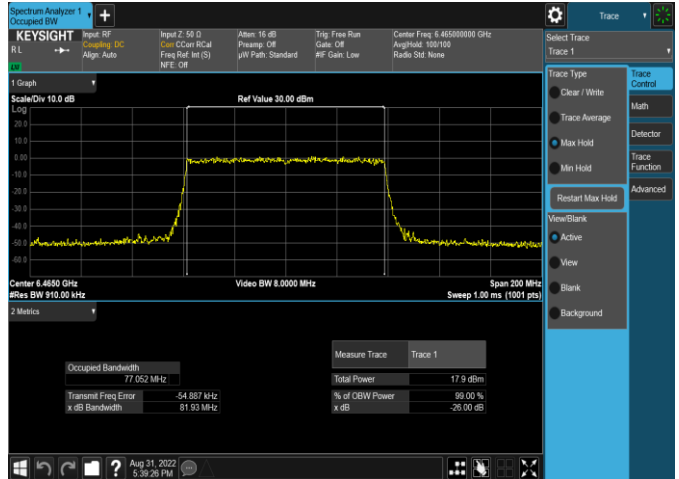 Spectrum Analyzer 1
Occupied BW
Trace
KEYSIGHT
Input: RF
Input Z: 50 Ω
Atten: 16 dB
Trig: Free Run
Center Freq: 6.465000000 GHz
Select Trace
RL
Coupling: DC
Corr CCorr RCal
Preamp: Off
Gate: Off
Avg|Hold: 100/100
Trace 1
Align: Auto
Freq Ref: Int (S)
µW Path: Standard
#IF Gain: Low
Radio Std: None
NFE: Off
1 Graph
Trace Type
Trace Control
Scale/Div 10.0 dB
Ref Value 30.00 dBm
Clear / Write
Log
Math
20.0
Trace Average
10.0
Detector
0.00
Max Hold
-10.0
Trace Function
-20.0
Min Hold
-30.0
Advanced
Restart Max Hold
-40.0
View/Blank
-50.0
Active
-60.0
View
Center 6.4650 GHz
Video BW 8.0000 MHz
Span 200 MHz
#Res BW 910.00 kHz
Sweep 1.00 ms (1001 pts)
Blank
2 Metrics
Background
Measure Trace
Trace 1
Occupied Bandwidth
77.052 MHz
Total Power
17.9 dBm
Transmit Freq Error
-54.887 kHz
% of OBW Power
99.00 %
x dB Bandwidth
81.93 MHz
x dB
-26.00 dB
?
Aug 31, 2022
5:39:26 PM